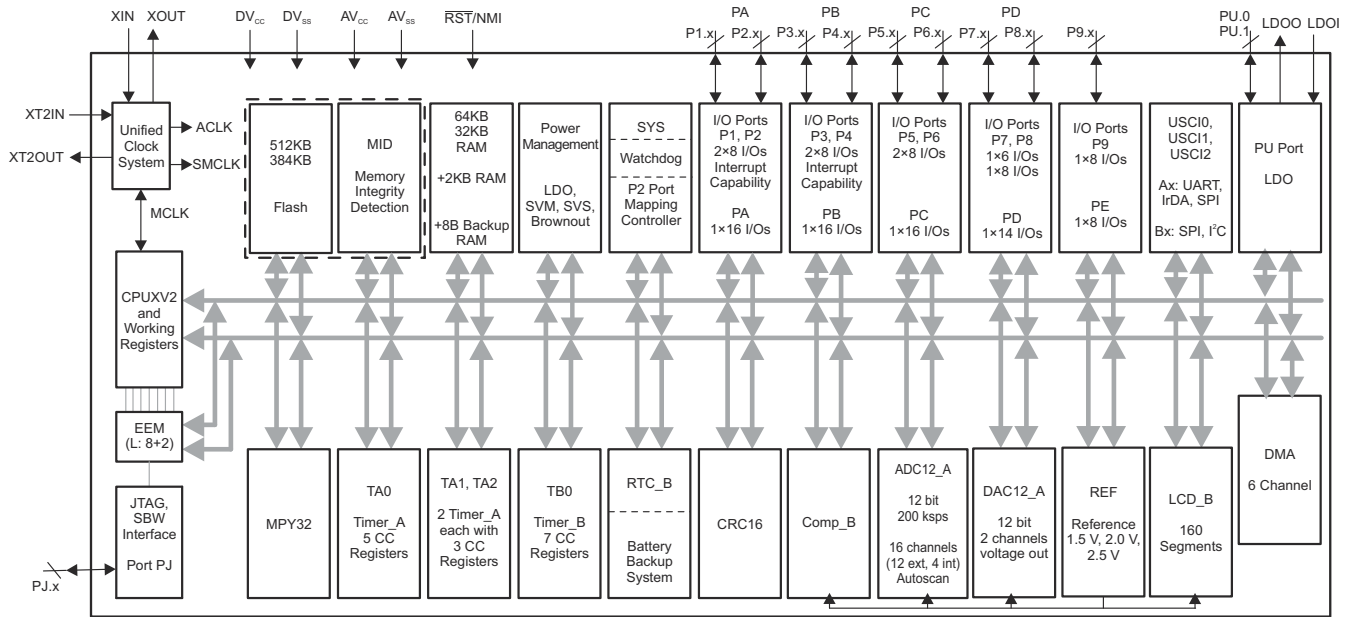 XIN XOUT DVCC DVSS AVCC AVSS RST/NMI
PA PB PC PD
P1.x P2.x P3.x P4.x P5.x P6.x P7.x P8.x P9.x
PU.0
PU.1
LDOO LDOI
XT2IN
XT2OUT
Unified
Clock
System
ACLK
SMCLK
MCLK
512KB
384KB
Flash
MID
Memory
Integrity
Detection
64KB
32KB
RAM
+2KB RAM
+8B Backup
RAM
Power
Management
LDO,
SVM, SVS,
Brownout
SYS
Watchdog
P2 Port
Mapping
Controller
I/O Ports
P1, P2
2×8 I/Os
Interrupt
Capability
PA
1×16 I/Os
I/O Ports
P3, P4
2×8 I/Os
Interrupt
Capability
PB
1×16 I/Os
I/O Ports
P5, P6
2×8 I/Os
PC
1×16 I/Os
I/O Ports
P7, P8
1×6 I/Os
1×8 I/Os
PD
1×14 I/Os
I/O Ports
P9
1×8 I/Os
PE
1×8 I/Os
USCI0,
USCI1,
USCI2
Ax: UART,
IrDA, SPI
Bx: SPI, I²C
PU Port
LDO
CPUXV2
and
Working
Registers
EEM
(L: 8+2)
JTAG,
SBW
Interface
Port PJ
PJ.x
MPY32
TA0
Timer_A
5 CC
Registers
TA1, TA2
2 Timer_A
each with
3 CC
Registers
TB0
Timer_B
7 CC
Registers
RTC_B
Battery
Backup
System
CRC16
Comp_B
ADC12_A
12 bit
200 ksps
16 channels
(12 ext, 4 int)
Autoscan
DAC12_A
12 bit
2 channels
voltage out
REF
Reference
1.5 V, 2.0 V,
2.5 V
LCD_B
160
Segments
DMA
6 Channel